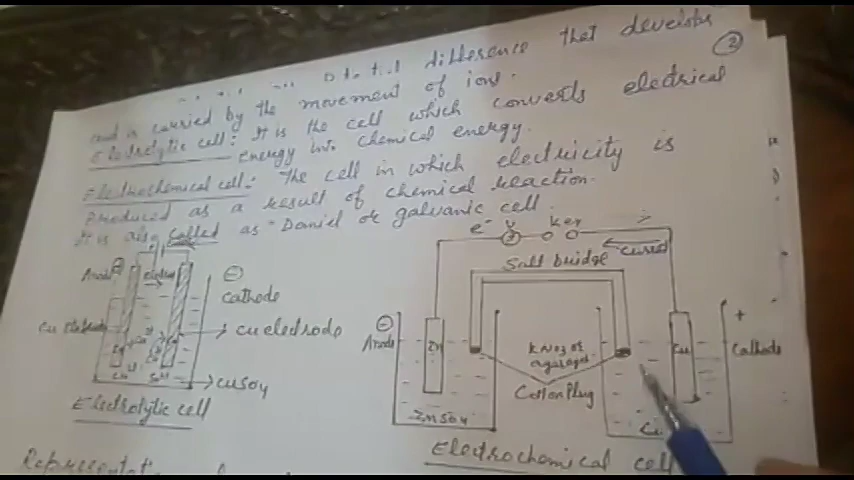 difference that develops
②
and is carried by the movement of ions.
Electrolytic cell: It is the cell which converts electrical
energy into chemical energy.
Electrochemical cell: The cell in which electricity is
Produced as a result of chemical reaction.
It is also called as Daniel or galvanic cell.
Anode
cathode
cu electrode
cuso4
Electrolytic cell
e⁻
V
key
current
Salt bridge
Anode
Zn
KNO3 or
agaragar
Cotton Plug
ZnSO4
Cu
+
Cathode
Cu
Electrochemical cell